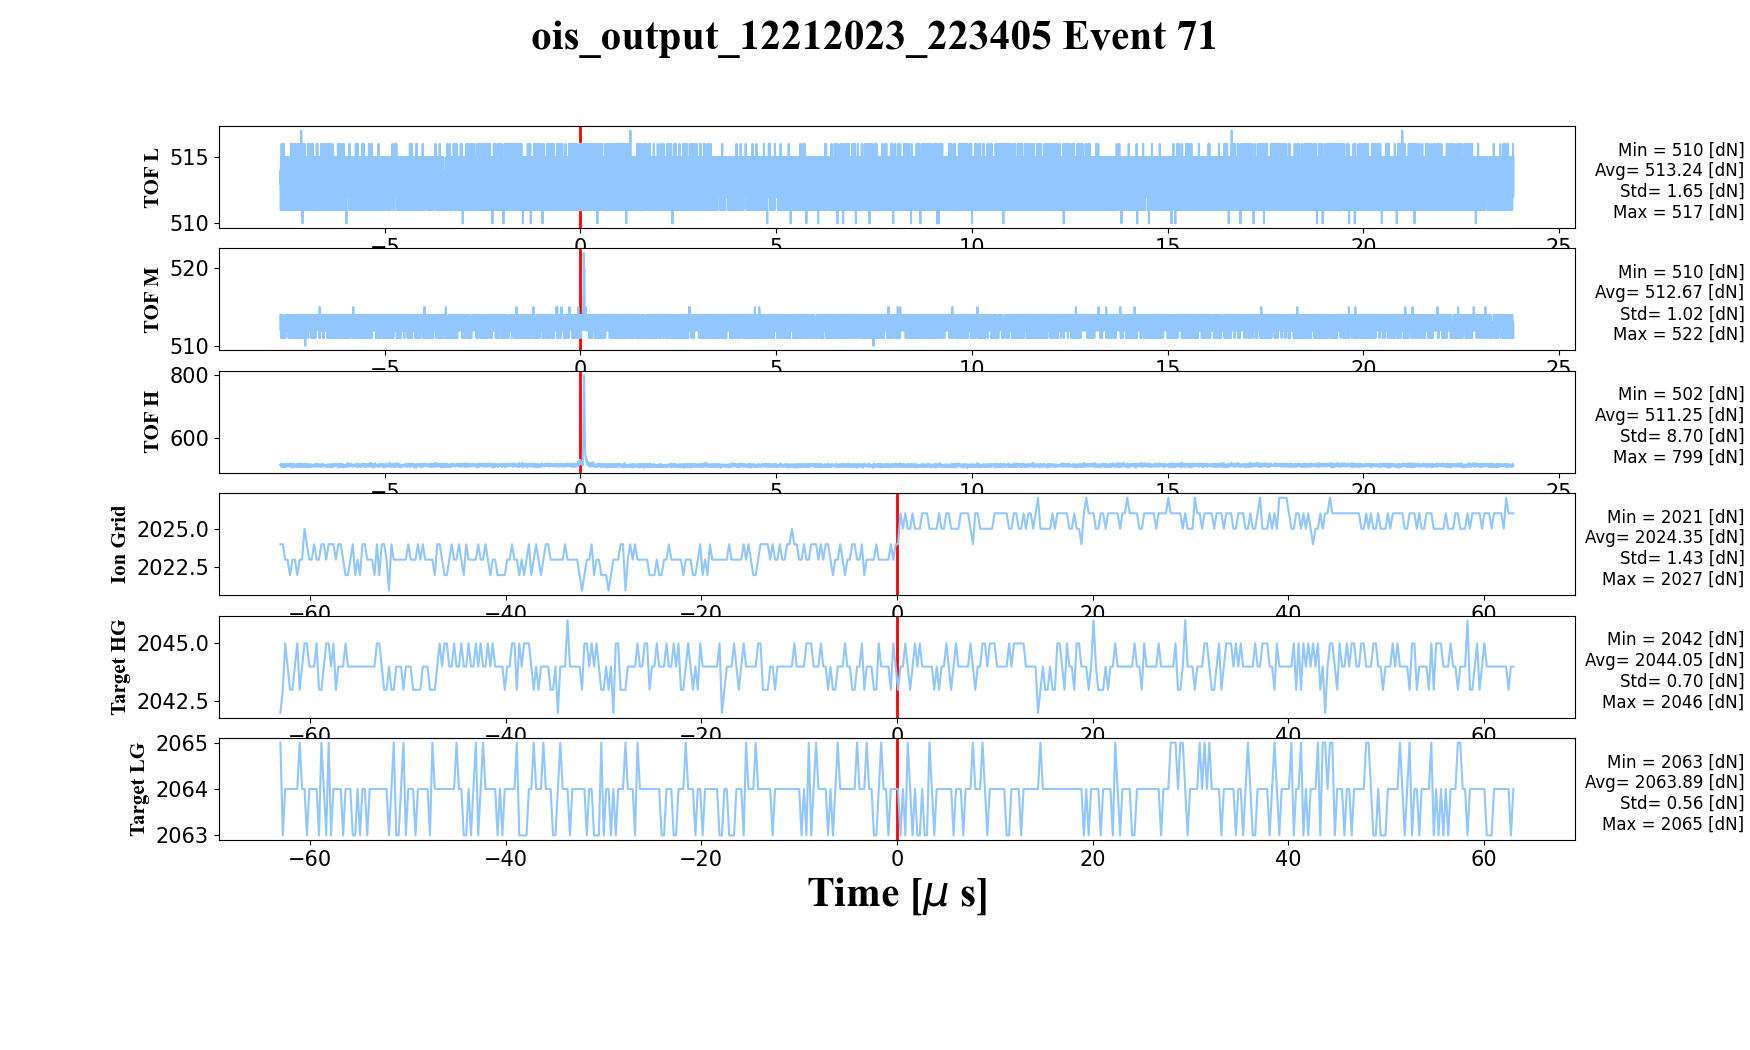 ois_output_12212023_223405 Event 71
TOF L
515
510
Min = 510 [dN]
Avg= 513.24 [dN]
Std= 1.65 [dN]
Max = 517 [dN]
−5 0 5 10 15 20 25
TOF M
520
510
Min = 510 [dN]
Avg= 512.67 [dN]
Std= 1.02 [dN]
Max = 522 [dN]
−5 0 5 10 15 20 25
TOF H
800
600
Min = 502 [dN]
Avg= 511.25 [dN]
Std= 8.70 [dN]
Max = 799 [dN]
−5 0 5 10 15 20 25
Ion Grid
2025.0
2022.5
Min = 2021 [dN]
Avg= 2024.35 [dN]
Std= 1.43 [dN]
Max = 2027 [dN]
−60 −40 −20 0 20 40 60
Target HG
2045.0
2042.5
Min = 2042 [dN]
Avg= 2044.05 [dN]
Std= 0.70 [dN]
Max = 2046 [dN]
−60 −40 −20 0 20 40 60
Target LG
2065
2064
2063
Min = 2063 [dN]
Avg= 2063.89 [dN]
Std= 0.56 [dN]
Max = 2065 [dN]
−60 −40 −20 0 20 40 60
Time [μ s]